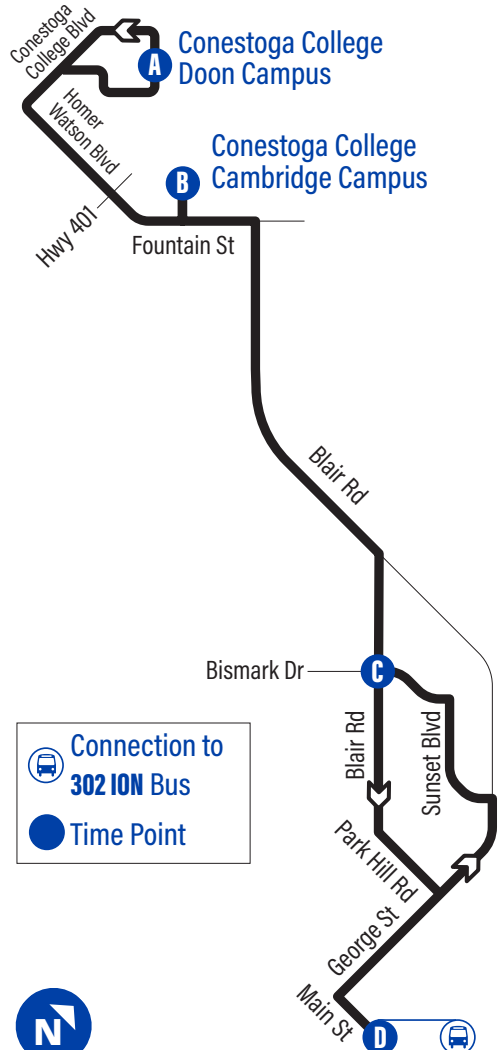 Conestoga
College Blvd
A
Conestoga College
Doon Campus
Homer
Watson Blvd
Conestoga College
Cambridge Campus
B
Hwy 401
Fountain St
Blair Rd
Bismark Dr
C
Blair Rd
Sunset Blvd
Connection to
302 ION Bus
Time Point
Park Hill Rd
George St
Main St
D
N